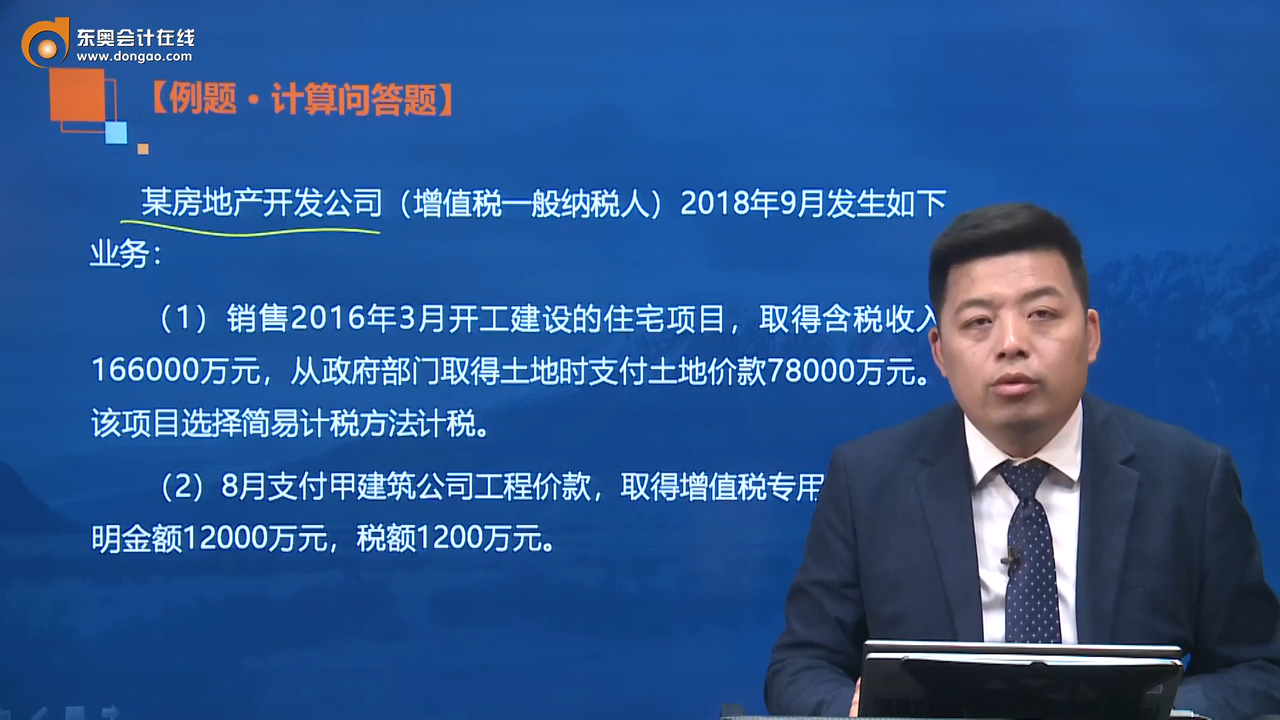 东奥会计在线
www.dongao.com
【例题·计算问答题】
某房地产开发公司（增值税一般纳税人）2018年9月发生如下
业务：
（1）销售2016年3月开工建设的住宅项目，取得含税收入
166000万元，从政府部门取得土地时支付土地价款78000万元。
该项目选择简易计税方法计税。
（2）8月支付甲建筑公司工程价款，取得增值税专用
明金额12000万元，税额1200万元。